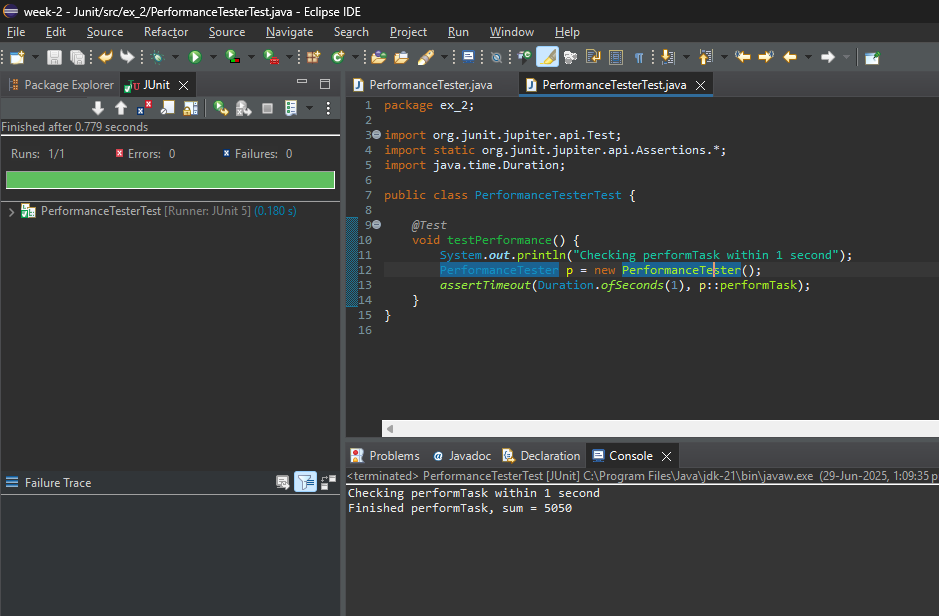 week-2 - Junit/src/ex_2/PerformanceTesterTest.java - Eclipse IDE
File Edit Source Refactor Source Navigate Search Project Run Window Help
Package Explorer JUnit
Finished after 0.779 seconds
Runs: 1/1 Errors: 0 Failures: 0
PerformanceTesterTest [Runner: JUnit 5] (0.180 s)
Failure Trace
PerformanceTester.java PerformanceTesterTest.java
1 package ex_2;
2
3 import org.junit.jupiter.api.Test;
4 import static org.junit.jupiter.api.Assertions.*;
5 import java.time.Duration;
6
7 public class PerformanceTesterTest {
8
9 @Test
10 void testPerformance() {
11 System.out.println("Checking performTask within 1 second");
12 PerformanceTester p = new PerformanceTester();
13 assertTimeout(Duration.ofSeconds(1), p::performTask);
14 }
15 }
16
Problems Javadoc Declaration Console
<terminated> PerformanceTesterTest [JUnit] C:\Program Files\Java\jdk-21\bin\javaw.exe (29-Jun-2025, 1:09:35 p
Checking performTask within 1 second
Finished performTask, sum = 5050